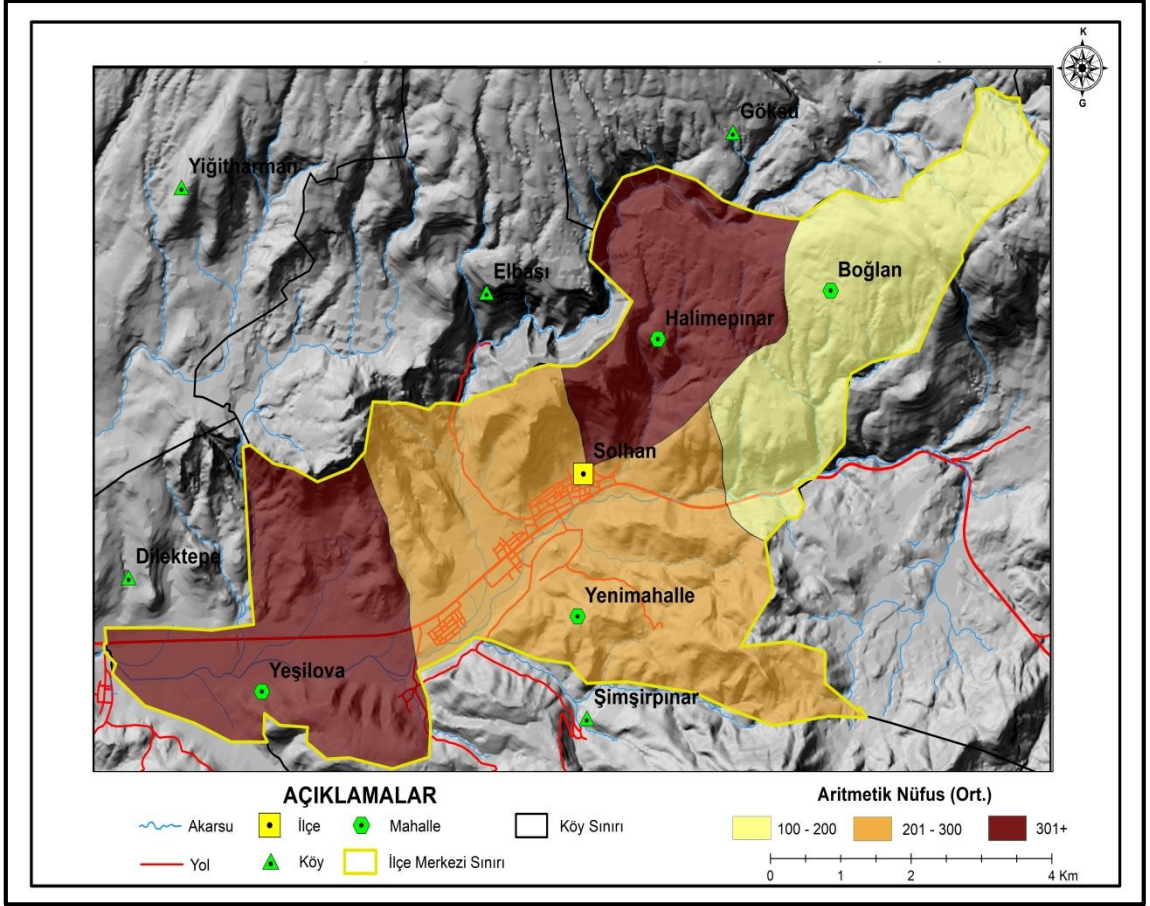 K
G
Göksu
Yiğitharman
Boğlan
Elbaşı
Halimepınar
Solhan
Dilektepe
Yenimahalle
Yeşilova
Şimşirpınar
AÇIKLAMALAR
Akarsu
İlçe
Mahalle
Köy Sınırı
Yol
Köy
İlçe Merkezi Sınırı
Aritmetik Nüfus (Ort.)
100 - 200
201 - 300
301+
0 1 2 4 Km